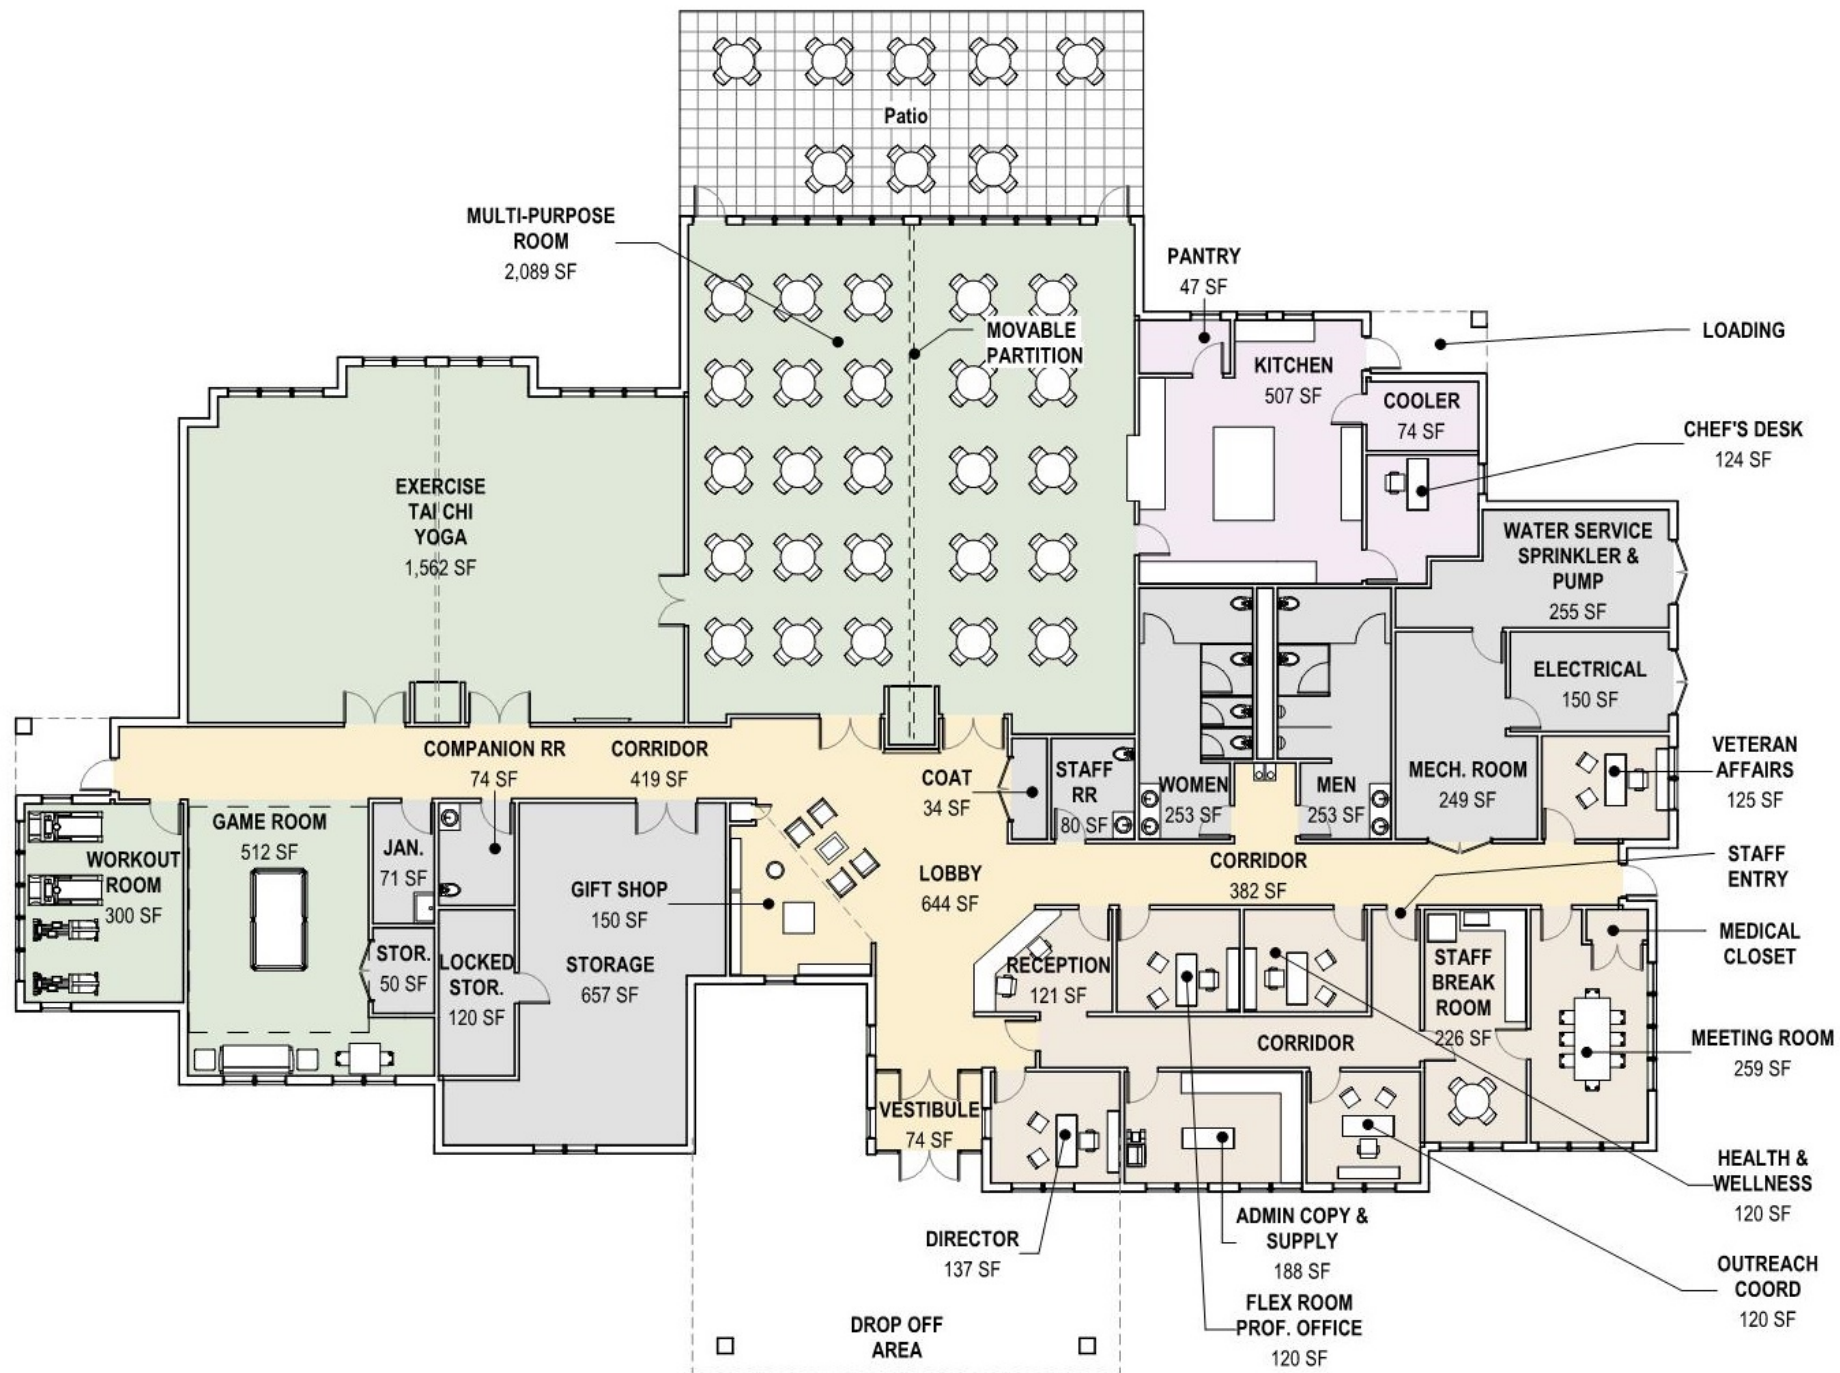 Patio
MULTI-PURPOSE
ROOM
2,089 SF
PANTRY
47 SF
MOVABLE
PARTITION
LOADING
KITCHEN
507 SF
COOLER
74 SF
CHEF'S DESK
124 SF
EXERCISE
TAI CHI
YOGA
1,562 SF
WATER SERVICE
SPRINKLER &
PUMP
255 SF
ELECTRICAL
150 SF
COMPANION RR
74 SF
CORRIDOR
419 SF
COAT
34 SF
STAFF
RR
80 SF
WOMEN
253 SF
MEN
253 SF
MECH. ROOM
249 SF
VETERAN
AFFAIRS
125 SF
GAME ROOM
512 SF
WORKOUT
ROOM
300 SF
JAN.
71 SF
GIFT SHOP
150 SF
LOBBY
644 SF
CORRIDOR
382 SF
STAFF
ENTRY
MEDICAL
CLOSET
STOR.
50 SF
LOCKED
STOR.
120 SF
STORAGE
657 SF
RECEPTION
121 SF
STAFF
BREAK
ROOM
226 SF
CORRIDOR
MEETING ROOM
259 SF
VESTIBULE
74 SF
HEALTH &
WELLNESS
120 SF
DIRECTOR
137 SF
ADMIN COPY &
SUPPLY
188 SF
OUTREACH
COORD
120 SF
FLEX ROOM
PROF. OFFICE
120 SF
DROP OFF
AREA